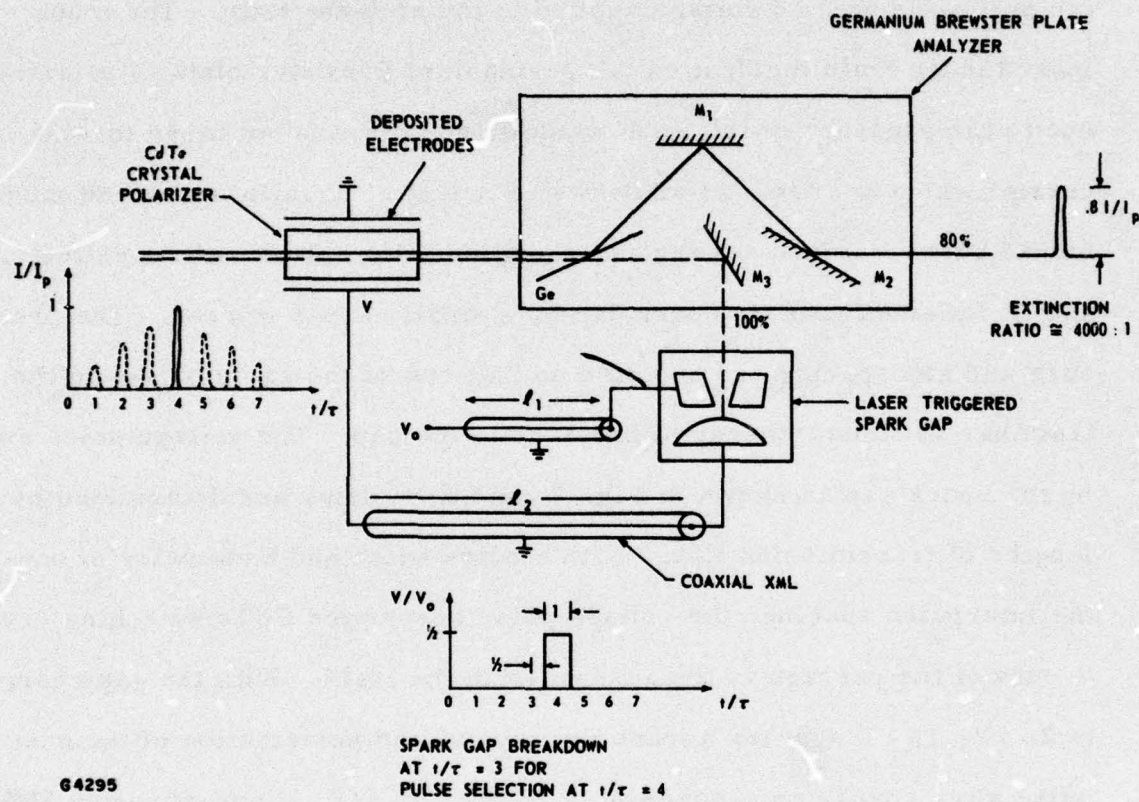 GERMANIUM BREWSTER PLATE
ANALYZER
M1
DEPOSITED
ELECTRODES
CdTe
CRYSTAL
POLARIZER
.8 I/Ip
80%
I/Ip
V
Ge
M3
M2
EXTINCTION
RATIO ≅ 4000 : 1
1
100%
0 1 2 3 4 5 6 7
t/τ
ℓ1
V0
LASER TRIGGERED
SPARK GAP
ℓ2
COAXIAL XML
V/V0
1
½
½
0 1 2 3 4 5 6 7
t/τ
SPARK GAP BREAKDOWN
AT t/τ = 3 FOR
PULSE SELECTION AT t/τ = 4
G4295